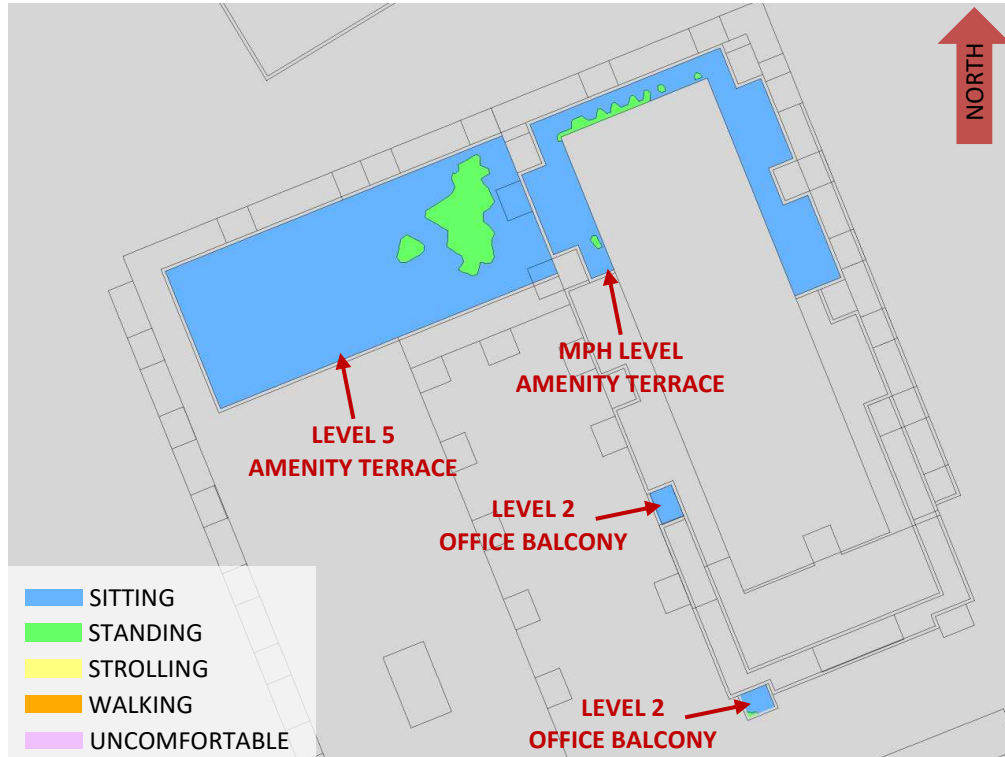 NORTH
MPH LEVEL
AMENITY TERRACE
LEVEL 5
AMENITY TERRACE
LEVEL 2
OFFICE BALCONY
LEVEL 2
OFFICE BALCONY
SITTING
STANDING
STROLLING
WALKING
UNCOMFORTABLE